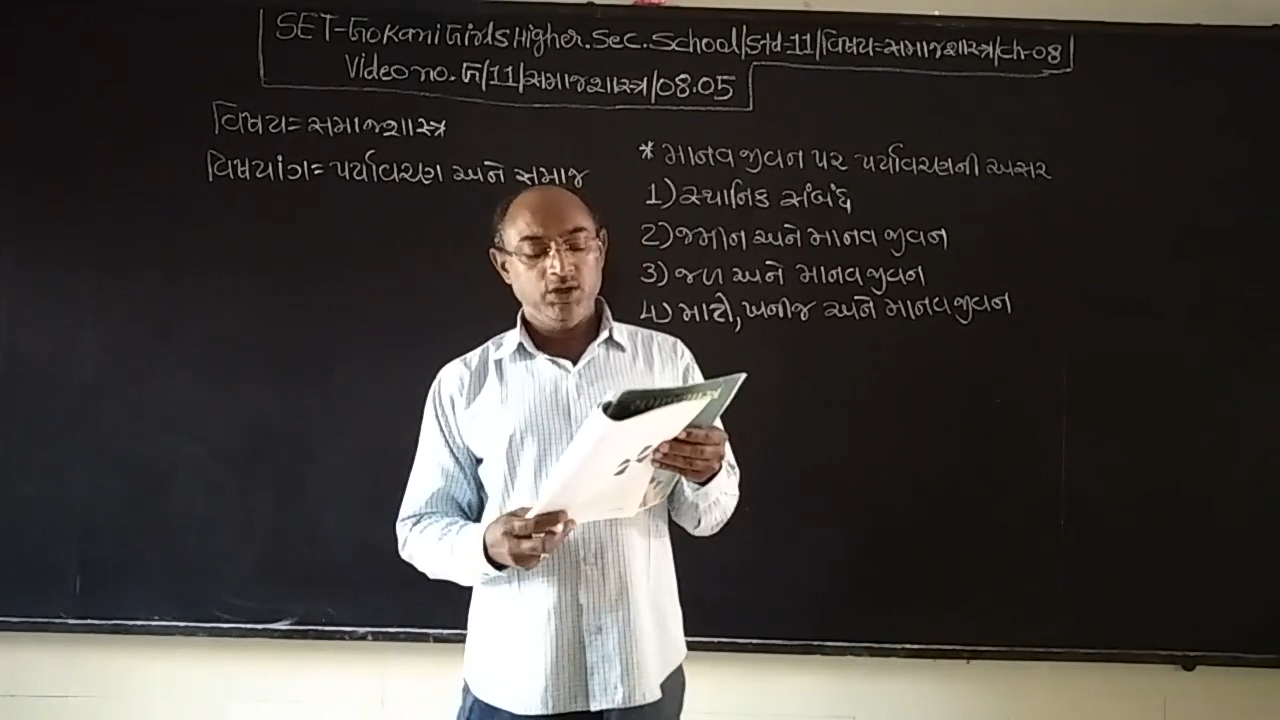 SET-Gokani Girls Higher.Sec.School/Std-11/વિષય=સમાજશાસ્ત્ર/ch-08
Video no. G/11/સમાજશાસ્ત્ર/08.05
વિષય=સમાજશાસ્ત્ર
વિષયાંગ=પર્યાવરણ અને સમાજ
* માનવજીવન પર પર્યાવરણની અસર
1) સ્થાનિક સંબંધ
2) જમીન અને માનવજીવન
3) જળ અને માનવજીવન
4) માટી, ખનીજ અને માનવજીવન